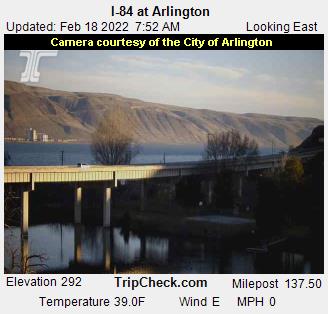 I-84 at Arlington
Updated: Feb 18 2022 7:52 AM Looking East
Camera courtesy of the City of Arlington
Elevation 292 TripCheck.com Milepost 137.50
Temperature 39.0F Wind E MPH 0